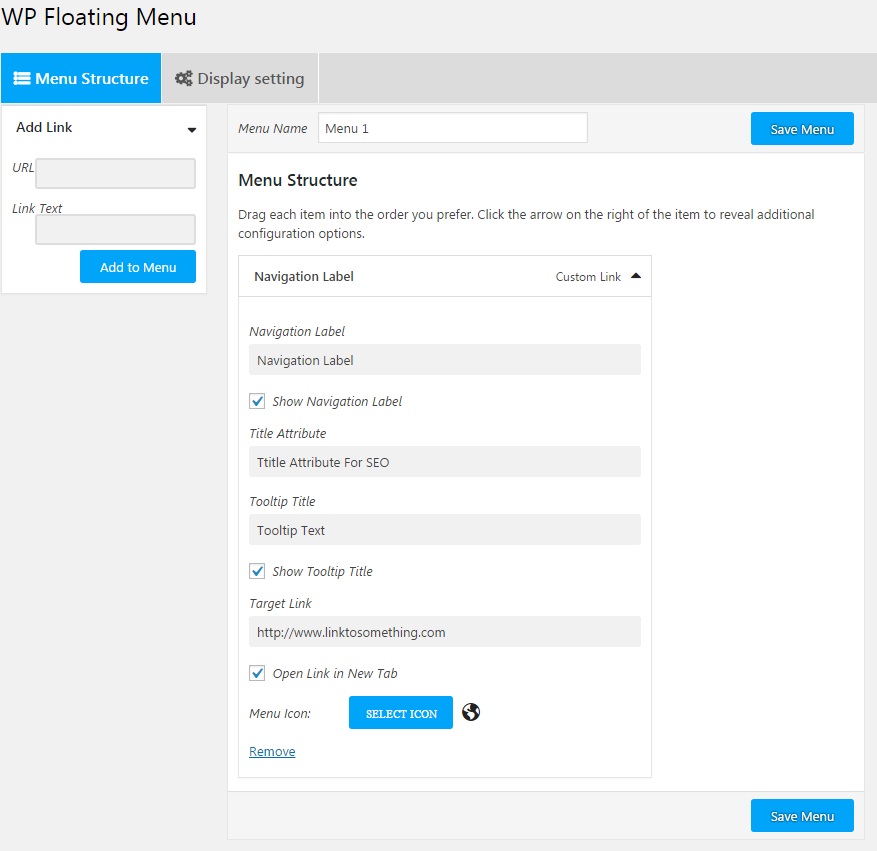 WP Floating Menu
Menu Structure
Display setting
Add Link
URL
Link Text
Add to Menu
Menu Name
Menu 1
Save Menu
Menu Structure
Drag each item into the order you prefer. Click the arrow on the right of the item to reveal additional
configuration options.
Navigation Label
Custom Link
Navigation Label
Navigation Label
Show Navigation Label
Title Attribute
Ttitle Attribute For SEO
Tooltip Title
Tooltip Text
Show Tooltip Title
Target Link
http://www.linktosomething.com
Open Link in New Tab
Menu Icon:
SELECT ICON
Remove
Save Menu